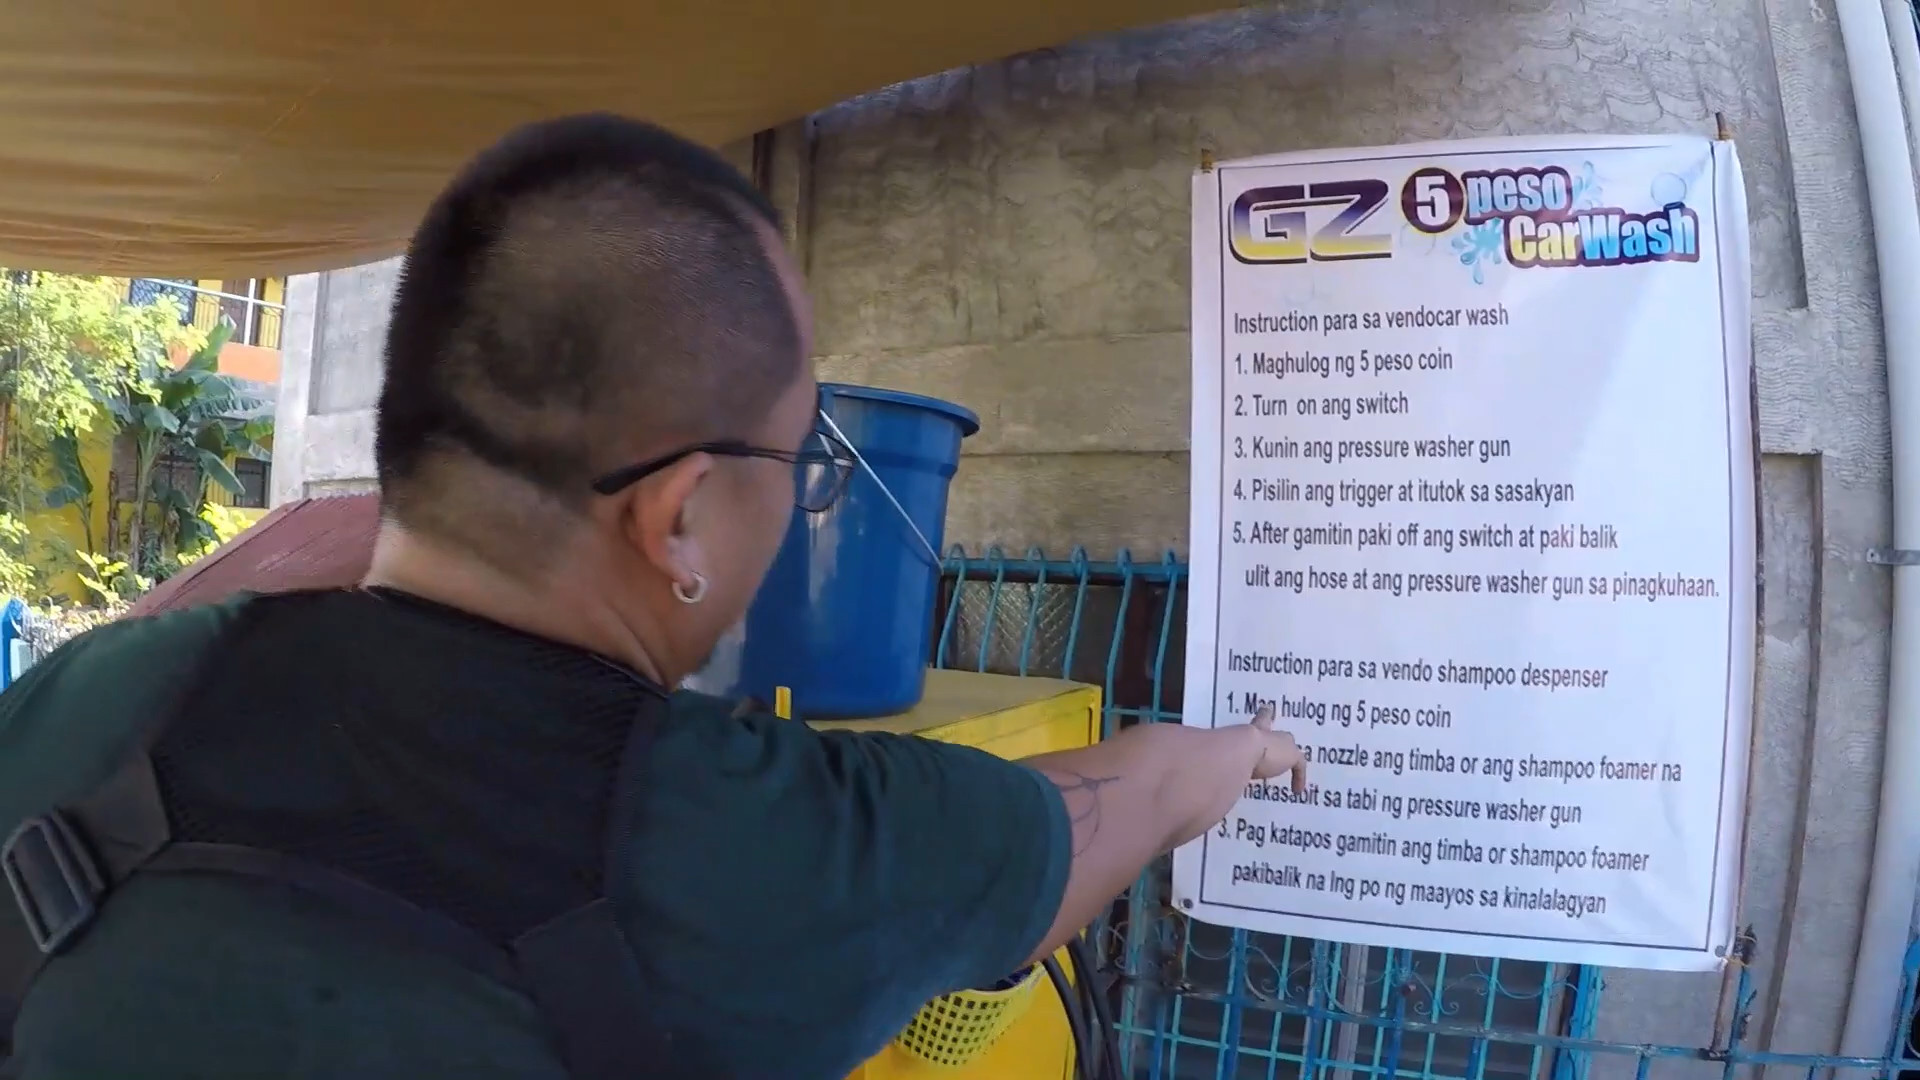 GZ 5 peso
CarWash
Instruction para sa vendocar wash
1. Maghulog ng 5 peso coin
2. Turn on ang switch
3. Kunin ang pressure washer gun
4. Pisilin ang trigger at itutok sa sasakyan
5. After gamitin paki off ang switch at paki balik
ulit ang hose at ang pressure washer gun sa pinagkuhaan.
Instruction para sa vendo shampoo despenser
1. Mag hulog ng 5 peso coin
nozzle ang timba or ang shampoo foamer na
nakasabit sa tabi ng pressure washer gun
3. Pag katapos gamitin ang timba or shampoo foamer
pakibalik na lng po ng maayos sa kinalalagyan